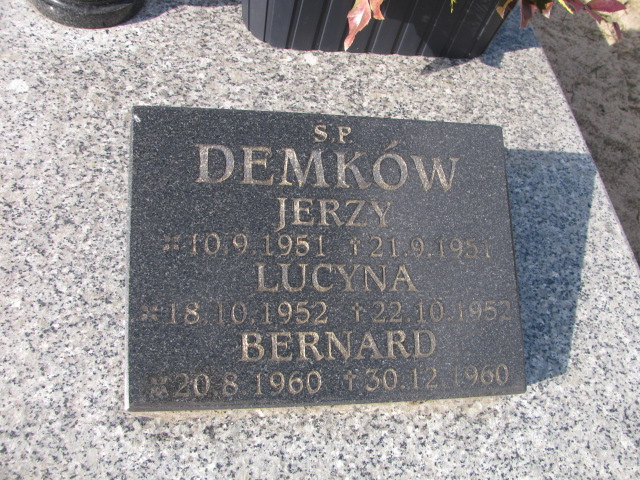 Ś.P.
DEMKÓW
JERZY
* 10.9.1951 † 21.9.1951
LUCYNA
* 18.10.1952 † 22.10.1952
BERNARD
* 20.8.1960 † 30.12.1960